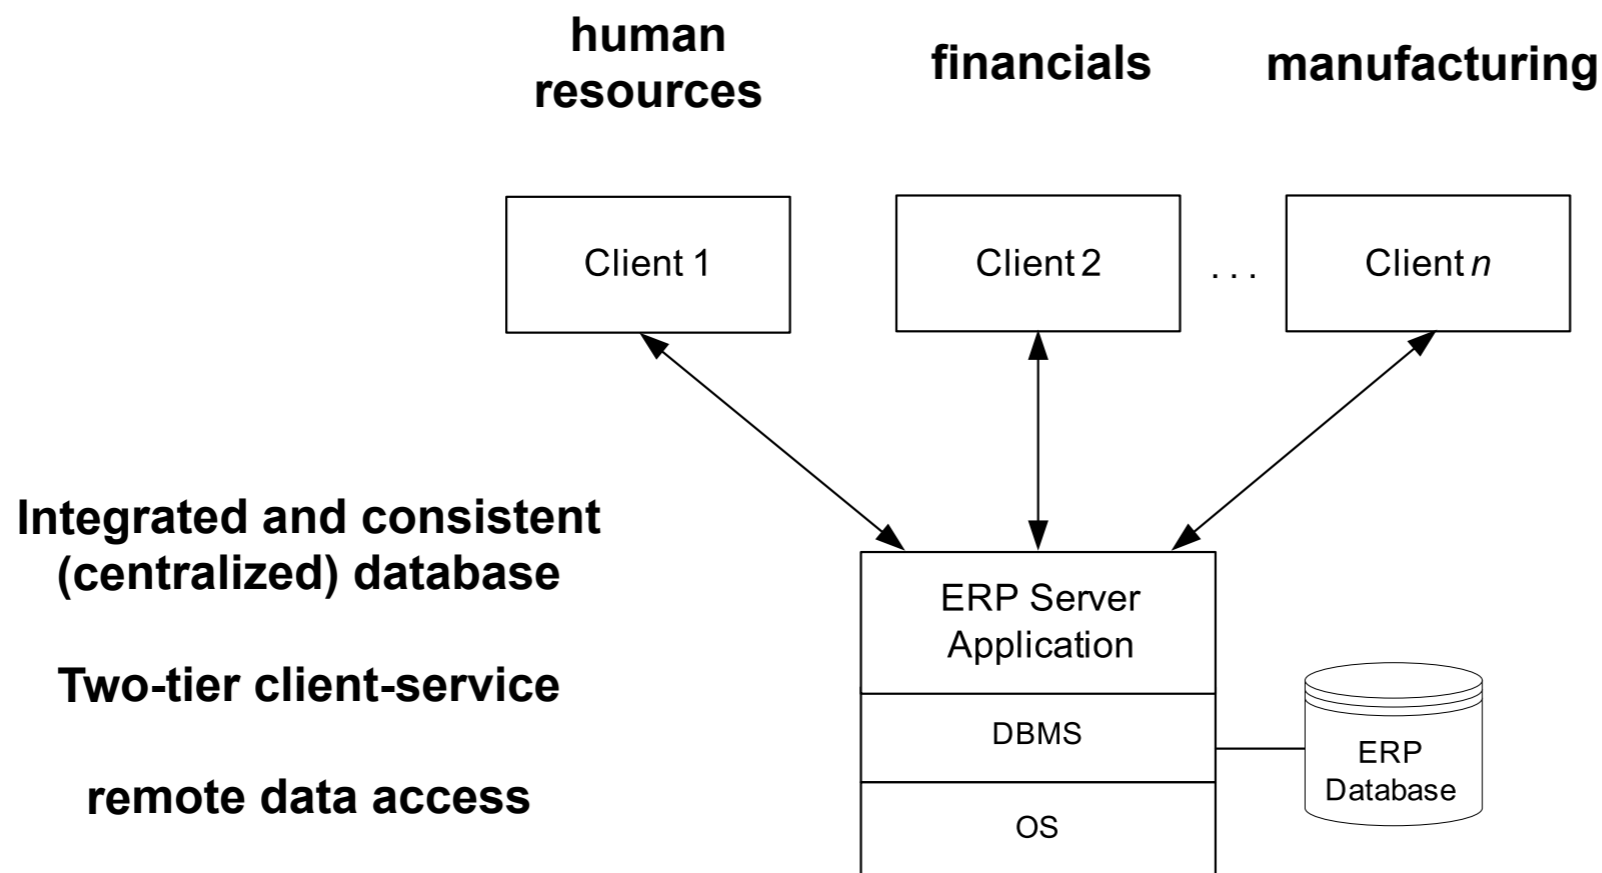 human
resources
financials
manufacturing
Client 1
Client 2
. . .
Client n
Integrated and consistent
(centralized) database
Two-tier client-service
remote data access
ERP Server
Application
DBMS
OS
ERP
Database